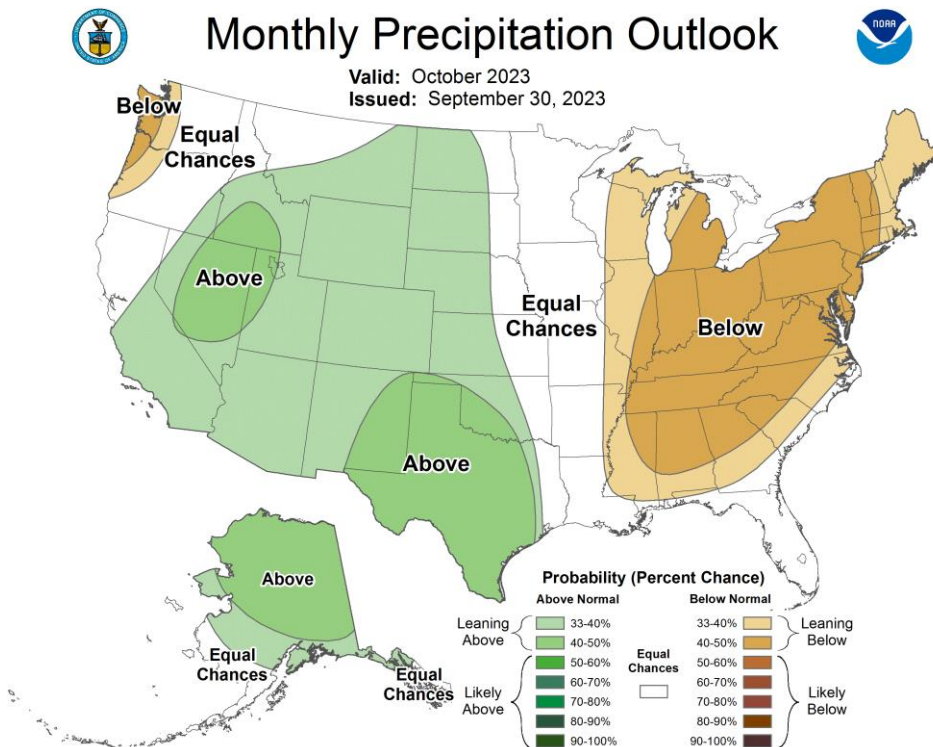 Monthly Precipitation Outlook
NOAA
Valid: October 2023
Issued: September 30, 2023
Below
Equal
Chances
Above
Equal
Chances
Below
Above
Above
Equal
Chances
Equal
Chances
Probability (Percent Chance)
Above Normal
Below Normal
Leaning
Above
33-40%
40-50%
Likely
Above
50-60%
60-70%
70-80%
80-90%
90-100%
Equal
Chances
33-40%
40-50%
Leaning
Below
50-60%
60-70%
70-80%
80-90%
90-100%
Likely
Below